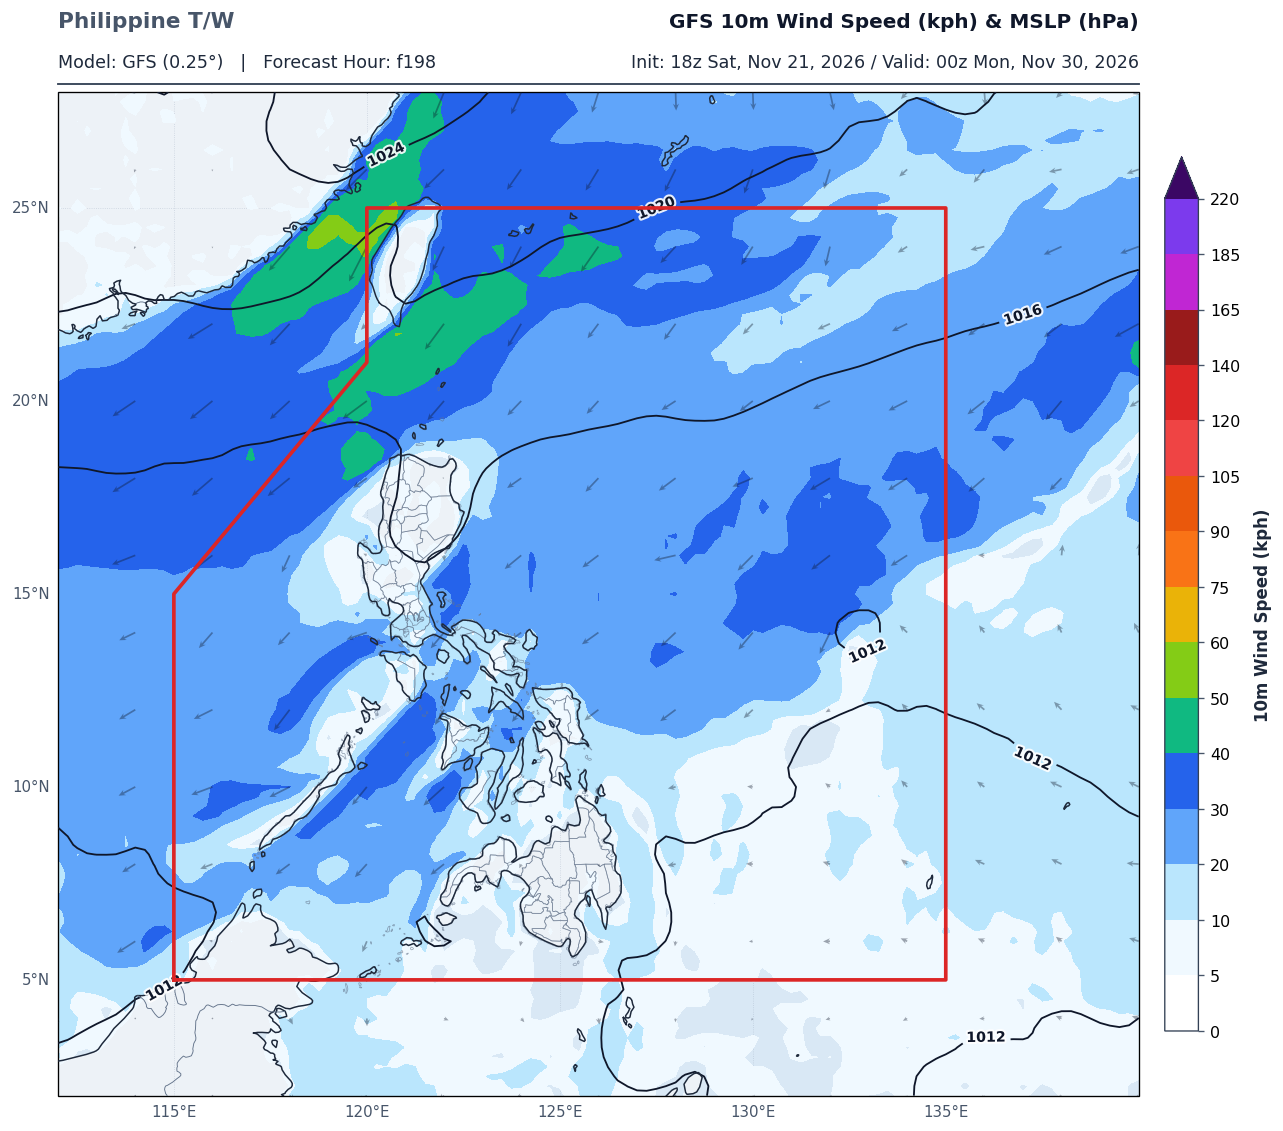 Philippine T/W
GFS 10m Wind Speed (kph) & MSLP (hPa)
Model: GFS (0.25°) | Forecast Hour: f198
Init: 18z Sat, Nov 21, 2026 / Valid: 00z Mon, Nov 30, 2026
1024
1020
1016
1012
1012
1012
1012
25°N
20°N
15°N
10°N
5°N
115°E
120°E
125°E
130°E
135°E
220
185
165
140
120
105
90
75
60
50
40
30
20
10
5
0
10m Wind Speed (kph)